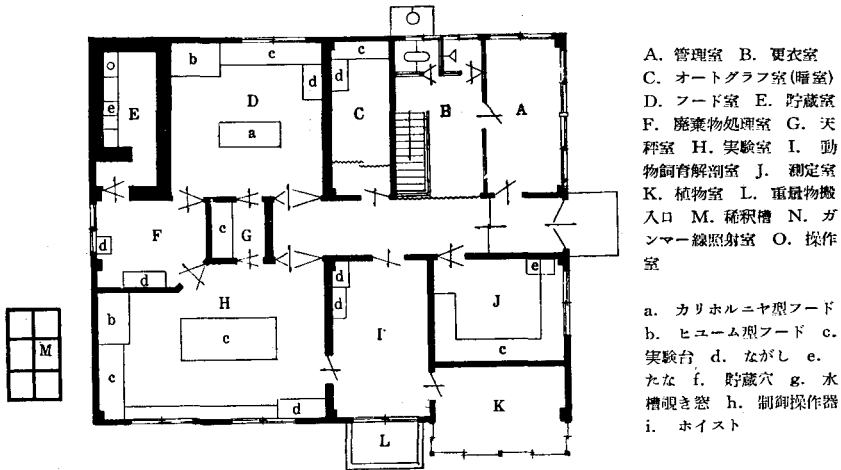 A. 管理室 B. 更衣室
C. オートグラフ室(暗室)
D. フード室 E. 貯蔵室
F. 廃棄物処理室 G. 天
秤室 H. 実験室 I. 動
物飼育解剖室 J. 測定室
K. 植物室 L. 重量物搬
入口 M. 稀釈槽 N. ガ
ンマー線照射室 O. 操作
室
a. カリホルニヤ型フード
b. ヒューム型フード c.
実験台 d. ながし e.
たな f. 貯蔵穴 g. 水
槽覗き窓 h. 制御操作器
i. ホイスト
b c c
e E D d d C B A
a
F c G
d
d
H d d I J e
b c c
M
c d
K
L